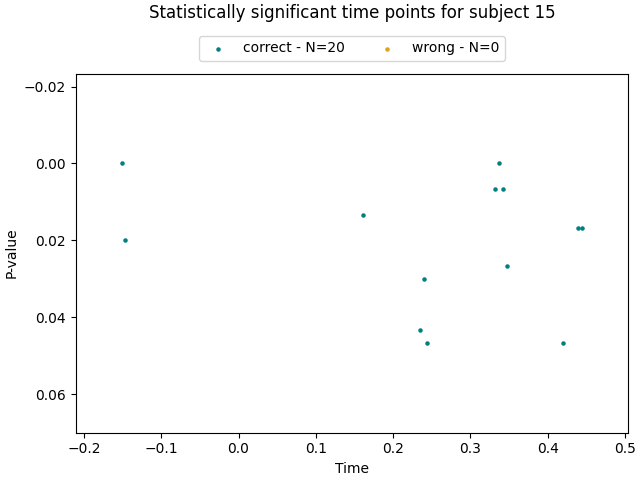 Statistically significant time points for subject 15
correct - N=20
wrong - N=0
−0.02
0.00
0.02
0.04
0.06
P-value
−0.2
−0.1
0.0
0.1
0.2
0.3
0.4
0.5
Time